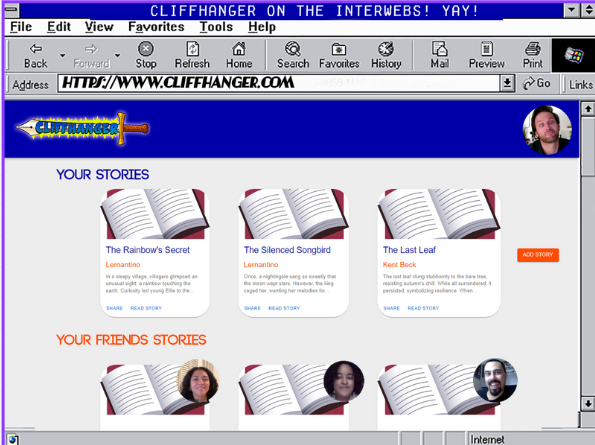 CLIFFHANGER ON THE INTERWEBS! YAY!
File Edit View Favorites Tools Help
Back Forward Stop Refresh Home Search Favorites History Mail Preview Print
Address HTTPS://WWW.CLIFFHANGER.COM Go Links
CLIFFHANGER
YOUR STORIES
The Rainbow's Secret
Lernantino
In a sleepy village, villagers glimpsed an
unusual sight: a rainbow touching the
earth. Curiosity led young Ellie to the...
SHARE READ STORY
The Silenced Songbird
Lernantino
Once, a nightingale sang so sweetly that
the moon wept stars. However, the king
caged her, wanting her melodies for...
SHARE READ STORY
The Last Leaf
Kent Beck
The last leaf clung stubbornly to the bare tree,
resisting autumn's chill. While all surrendered, it
persisted, symbolizing resilience. When...
SHARE READ STORY
ADD STORY
YOUR FRIENDS STORIES
Internet